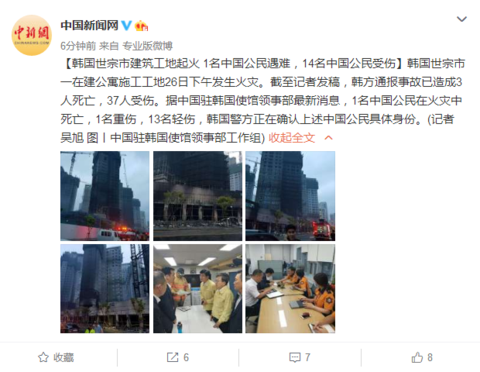 中国新闻网
6分钟前 来自 专业版微博
【韩国世宗市建筑工地起火 1名中国公民遇难，14名中国公民受伤】韩国世宗市
一在建公寓施工工地26日下午发生火灾。截至记者发稿，韩方通报事故已造成3
人死亡，37人受伤。据中国驻韩国使馆领事部最新消息，1名中国公民在火灾中
死亡，1名重伤，13名轻伤，韩国警方正在确认上述中国公民具体身份。(记者
吴旭 图丨中国驻韩国使馆领事部工作组) 收起全文
中新網
CHINANEWS.COM
收藏
6
7
8